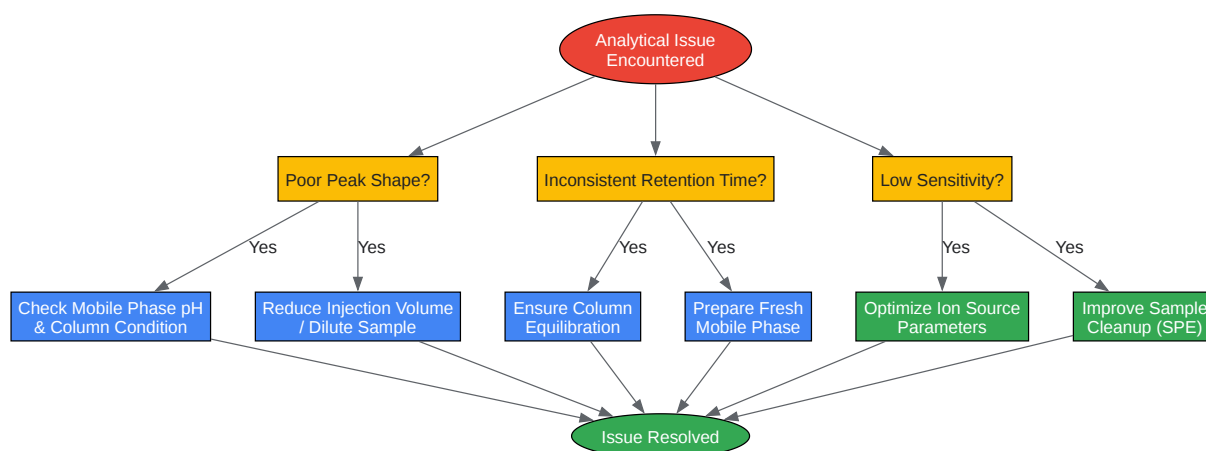 Analytical Issue
Encountered
Poor Peak Shape?
Inconsistent Retention Time?
Low Sensitivity?
Yes
Yes
Yes
Yes
Yes
Yes
Check Mobile Phase pH
& Column Condition
Reduce Injection Volume
/ Dilute Sample
Ensure Column
Equilibration
Prepare Fresh
Mobile Phase
Optimize Ion Source
Parameters
Improve Sample
Cleanup (SPE)
Issue Resolved